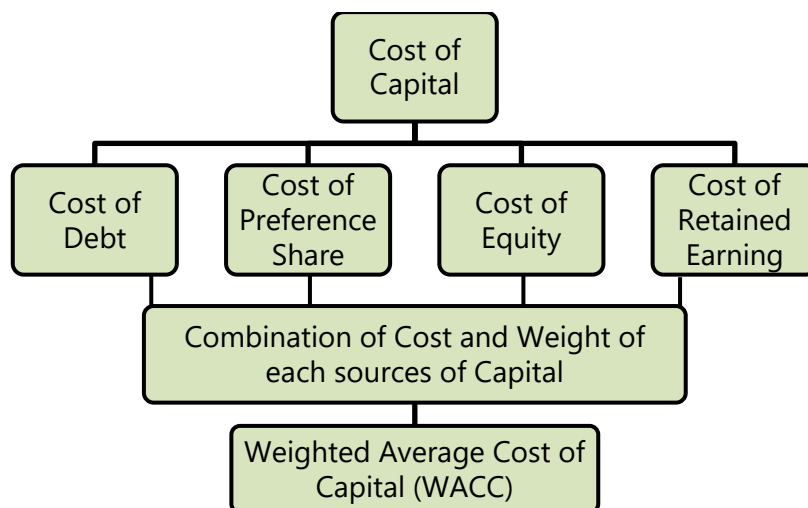 Cost of
Capital
Cost of
Debt
Cost of
Preference
Share
Cost of
Equity
Cost of
Retained
Earning
Combination of Cost and Weight of
each sources of Capital
Weighted Average Cost of
Capital (WACC)